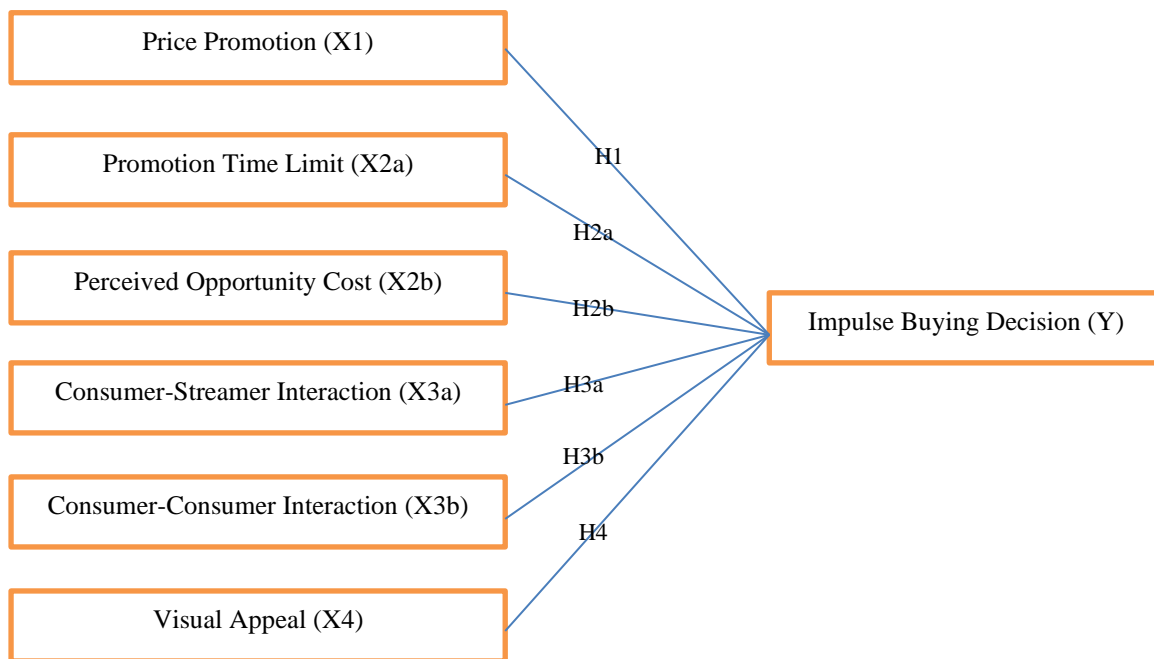 Price Promotion (X1)
H1
Promotion Time Limit (X2a)
H2a
Perceived Opportunity Cost (X2b)
H2b
Impulse Buying Decision (Y)
Consumer-Streamer Interaction (X3a)
H3a
H3b
Consumer-Consumer Interaction (X3b)
H4
Visual Appeal (X4)